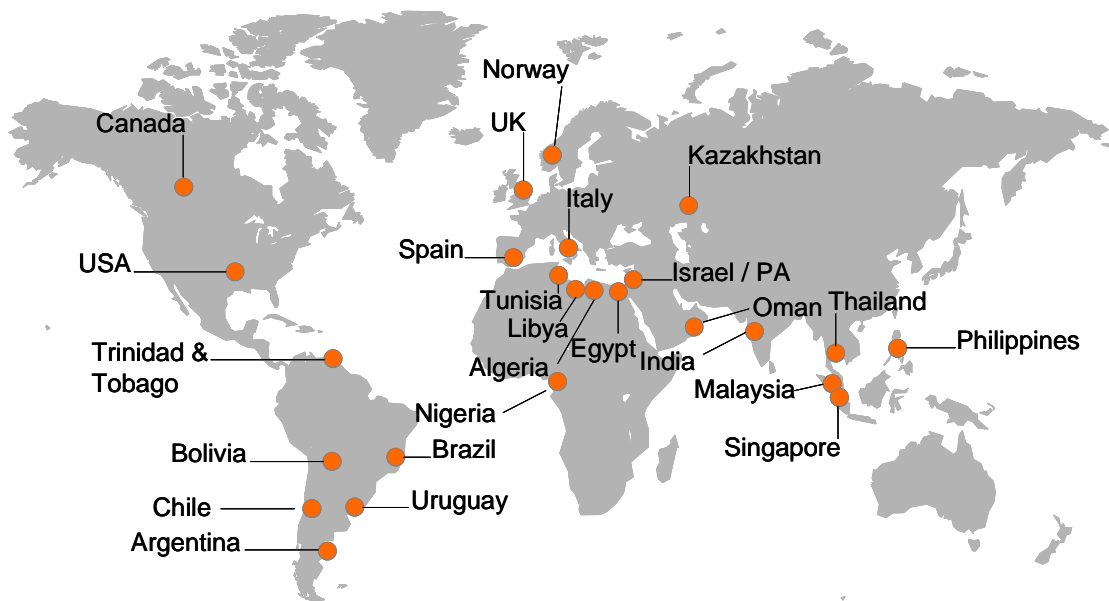 Norway
UK
Canada
Kazakhstan
Italy
Spain
USA
Israel / PA
Tunisia
Oman
Thailand
Libya
Philippines
Trinidad &
Tobago
Egypt
India
Algeria
Malaysia
Nigeria
Singapore
Bolivia
Brazil
Chile
Uruguay
Argentina